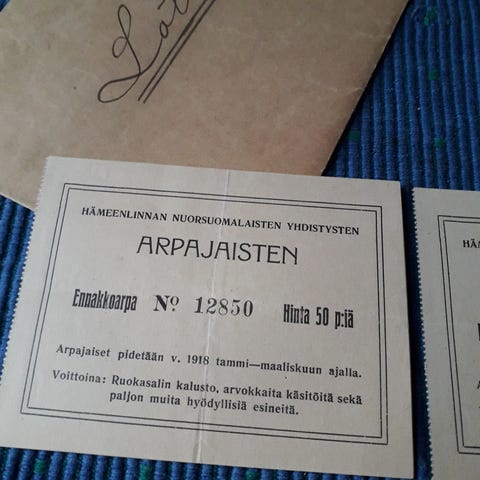 HÄMEENLINNAN NUORSUOMALAISTEN YHDISTYSTEN
ARPAJAISTEN
Ennakkoarpa № 12850 Hinta 50 p:iä
Arpajaiset pidetään v. 1918 tammi—maaliskuun ajalla.
Voittoina: Ruokasalin kalusto, arvokkaita käsitöitä sekä
paljon muita hyödyllisiä esineitä.
HÄ